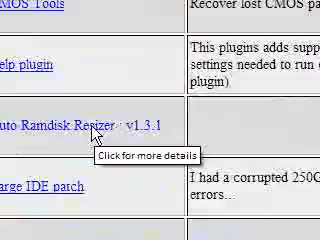 MOS Tools
Recover lost CMOS pa
elp plugin
This plugins adds supp
settings needed to run
plugin)
uto Ramdisk Resizer v1.3.1
Click for more details
arge IDE patch
I had a corrupted 250G
errors...